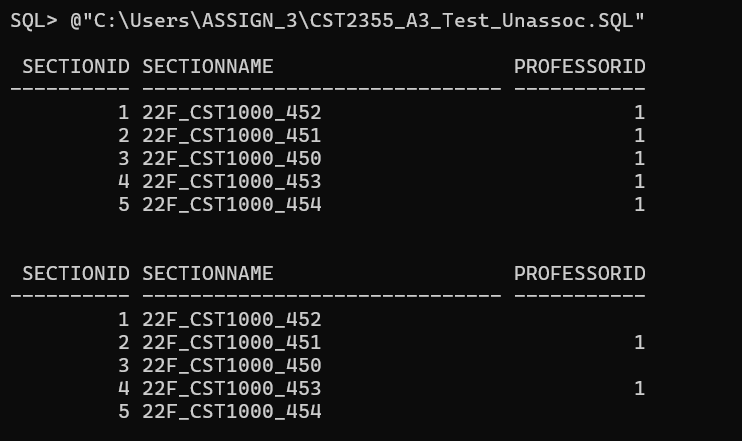 SQL> @"C:\Users\ASSIGN_3\CST2355_A3_Test_Unassoc.SQL"
SECTIONID SECTIONNAME PROFESSORID
---------- ------------------------------ -----------
1 22F_CST1000_452 1
2 22F_CST1000_451 1
3 22F_CST1000_450 1
4 22F_CST1000_453 1
5 22F_CST1000_454 1
SECTIONID SECTIONNAME PROFESSORID
---------- ------------------------------ -----------
1 22F_CST1000_452
2 22F_CST1000_451 1
3 22F_CST1000_450
4 22F_CST1000_453 1
5 22F_CST1000_454